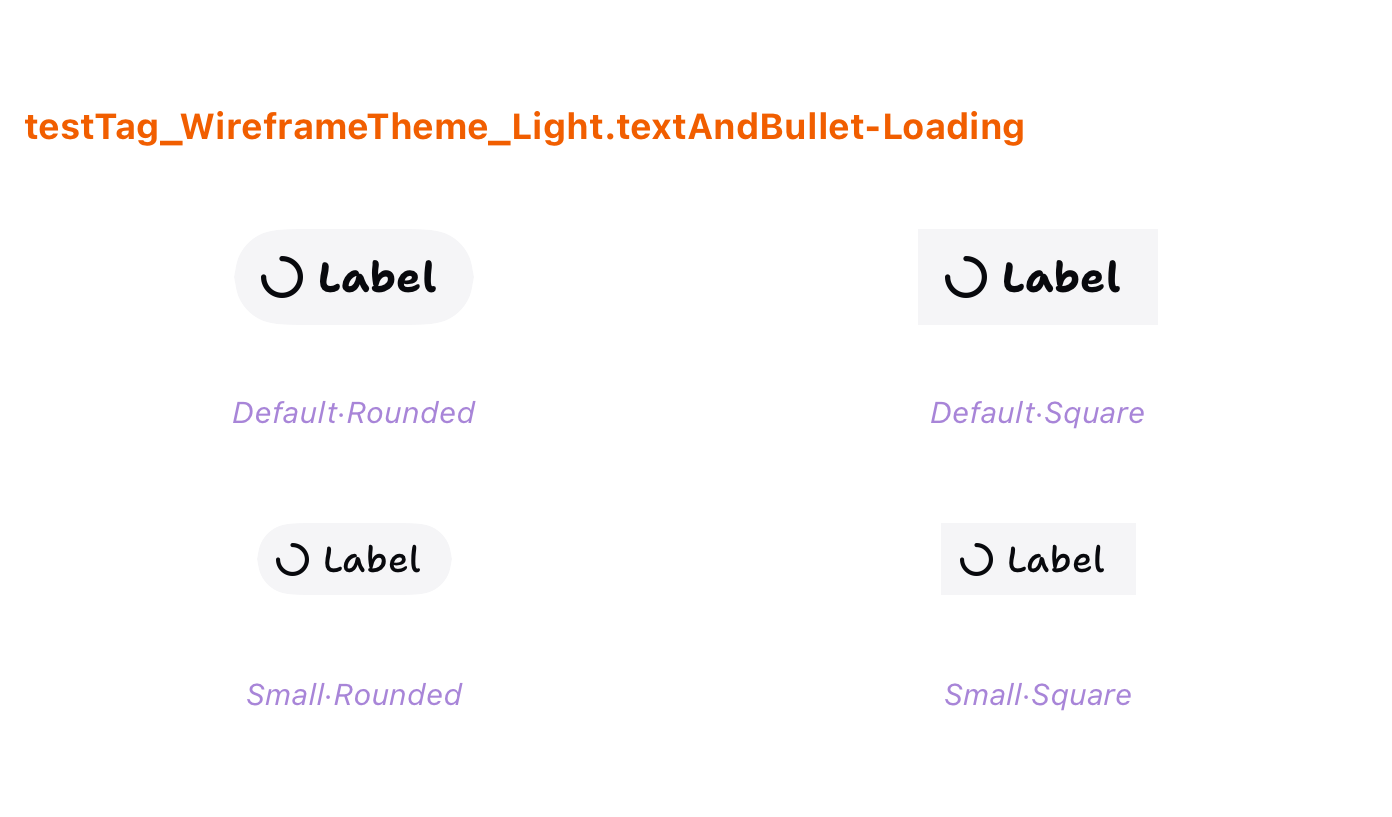 testTag_WireframeTheme_Light.textAndBullet-Loading
Label
Label
Default·Rounded
Default·Square
Label
Label
Small·Rounded
Small·Square